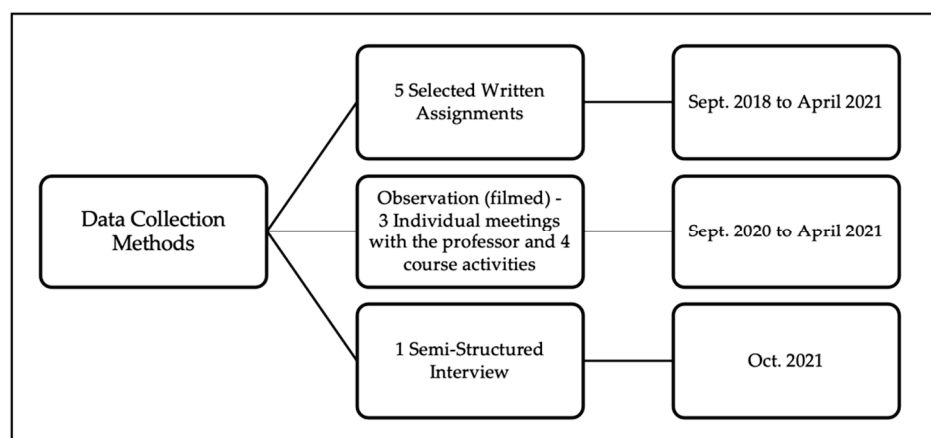 Data Collection
Methods
5 Selected Written
Assignments
Sept. 2018 to April 2021
Observation (filmed) -
3 Individual meetings
with the professor and 4
course activities
Sept. 2020 to April 2021
1 Semi-Structured
Interview
Oct. 2021